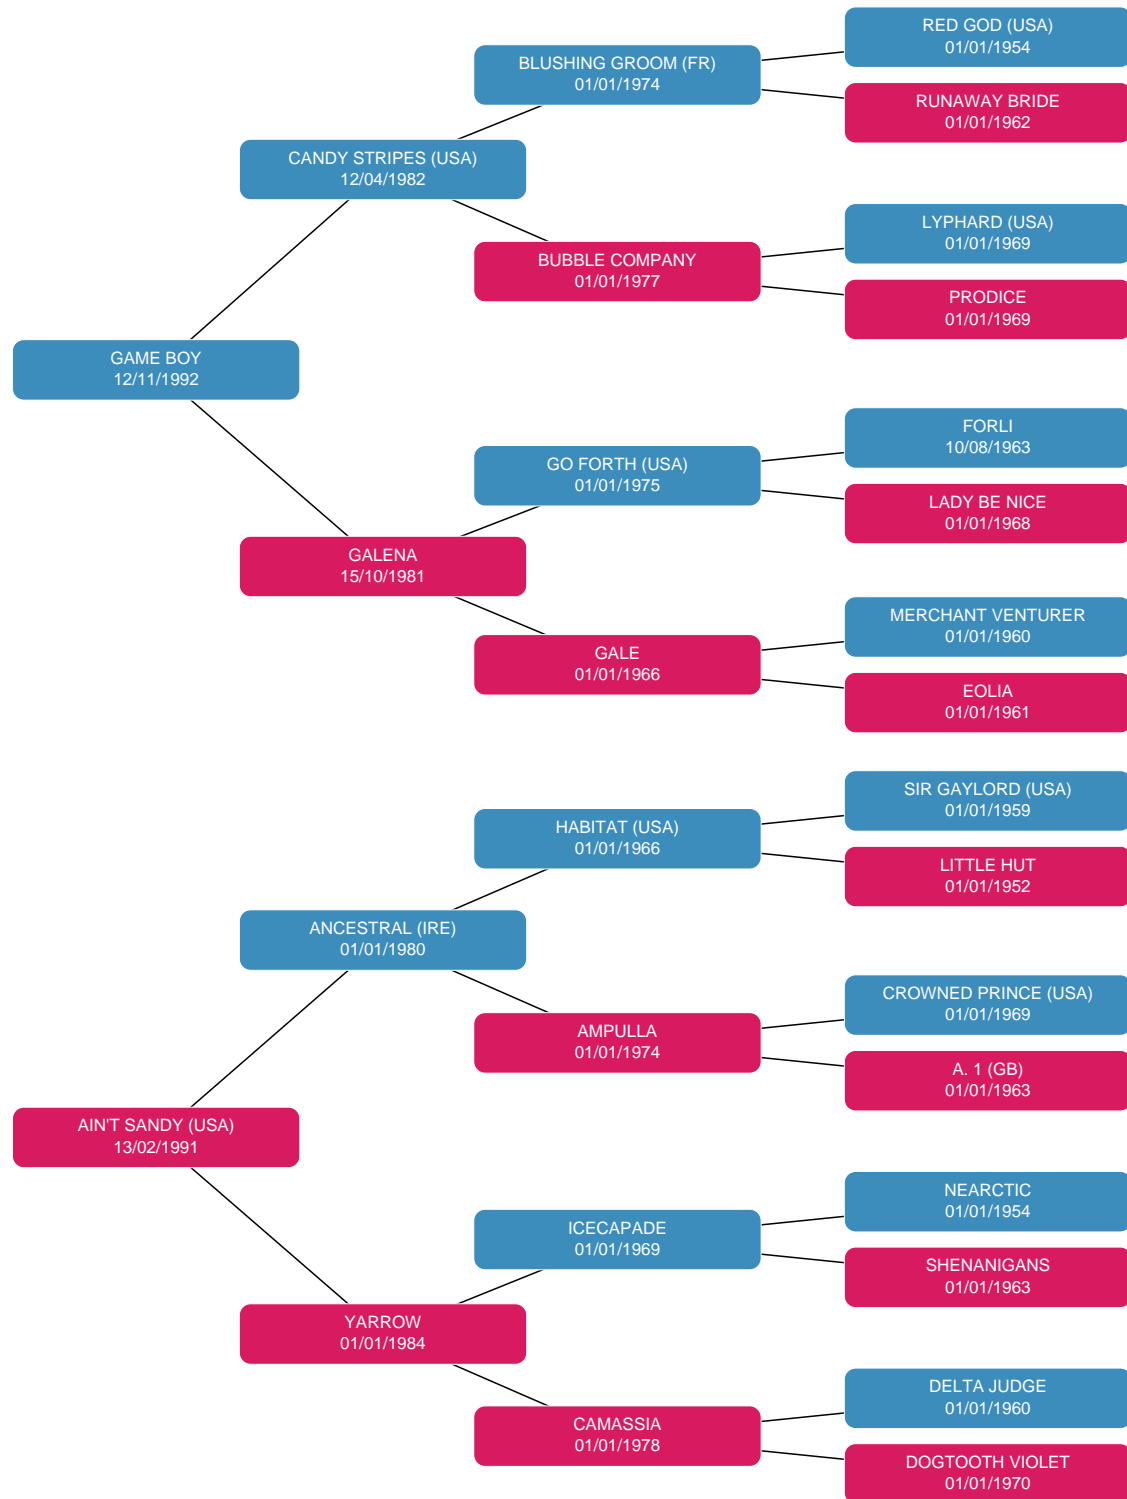 RED GOD (USA)
01/01/1954
BLUSHING GROOM (FR)
01/01/1974
RUNAWAY BRIDE
01/01/1962
CANDY STRIPES (USA)
12/04/1982
LYPHARD (USA)
01/01/1969
BUBBLE COMPANY
01/01/1977
PRODICE
01/01/1969
GAME BOY
12/11/1992
FORLI
10/08/1963
GO FORTH (USA)
01/01/1975
LADY BE NICE
01/01/1968
GALENA
15/10/1981
MERCHANT VENTURER
01/01/1960
GALE
01/01/1966
EOLIA
01/01/1961
SIR GAYLORD (USA)
01/01/1959
HABITAT (USA)
01/01/1966
LITTLE HUT
01/01/1952
ANCESTRAL (IRE)
01/01/1980
CROWNED PRINCE (USA)
01/01/1969
AMPULLA
01/01/1974
A. 1 (GB)
01/01/1963
AIN'T SANDY (USA)
13/02/1991
NEARCTIC
01/01/1954
ICECAPADE
01/01/1969
SHENANIGANS
01/01/1963
YARROW
01/01/1984
DELTA JUDGE
01/01/1960
CAMASSIA
01/01/1978
DOGTOOTH VIOLET
01/01/1970